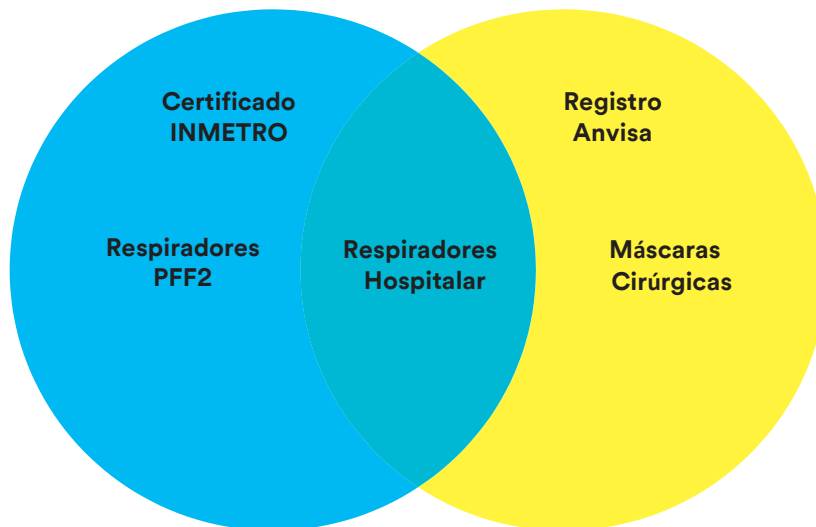 Certificado
INMETRO
Registro
Anvisa
Respiradores
PFF2
Respiradores
Hospitalar
Máscaras
Cirúrgicas